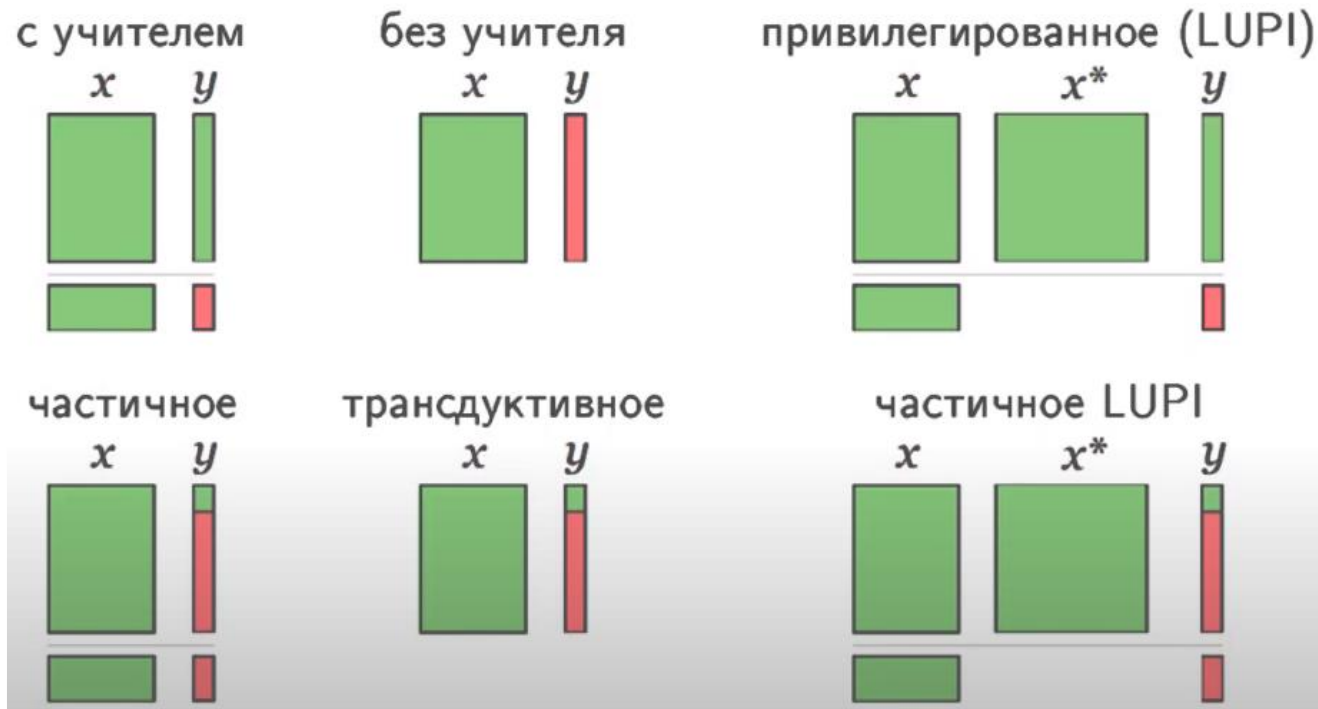 с учителем без учителя привилегированное (LUPI)
x y x y x x* y
частичное трансдуктивное частичное LUPI
x y x y x x* y